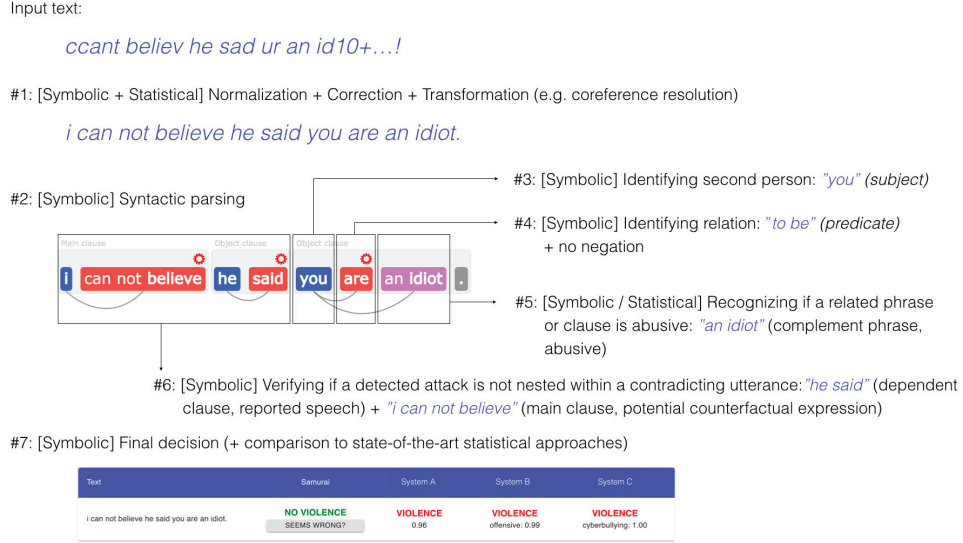 Input text:
ccant believ he sad ur an id10+...!
#1: [Symbolic + Statistical] Normalization + Correction + Transformation (e.g. coreference resolution)
i can not believe he said you are an idiot.
#2: [Symbolic] Syntactic parsing
#3: [Symbolic] Identifying second person: "you" (subject)
#4: [Symbolic] Identifying relation: "to be" (predicate)
+ no negation
Main clause Object clause Object clause
i can not believe he said you are an idiot .
#5: [Symbolic / Statistical] Recognizing if a related phrase
or clause is abusive: "an idiot" (complement phrase,
abusive)
#6: [Symbolic] Verifying if a detected attack is not nested within a contradicting utterance: "he said" (dependent
clause, reported speech) + "i can not believe" (main clause, potential counterfactual expression)
#7: [Symbolic] Final decision (+ comparison to state-of-the-art statistical approaches)
Text Samurai System A System B System C
NO VIOLENCE VIOLENCE VIOLENCE VIOLENCE
i can not believe he said you are an idiot. SEEMS WRONG? 0.96 offensive: 0.99 cyberbullying: 1.00